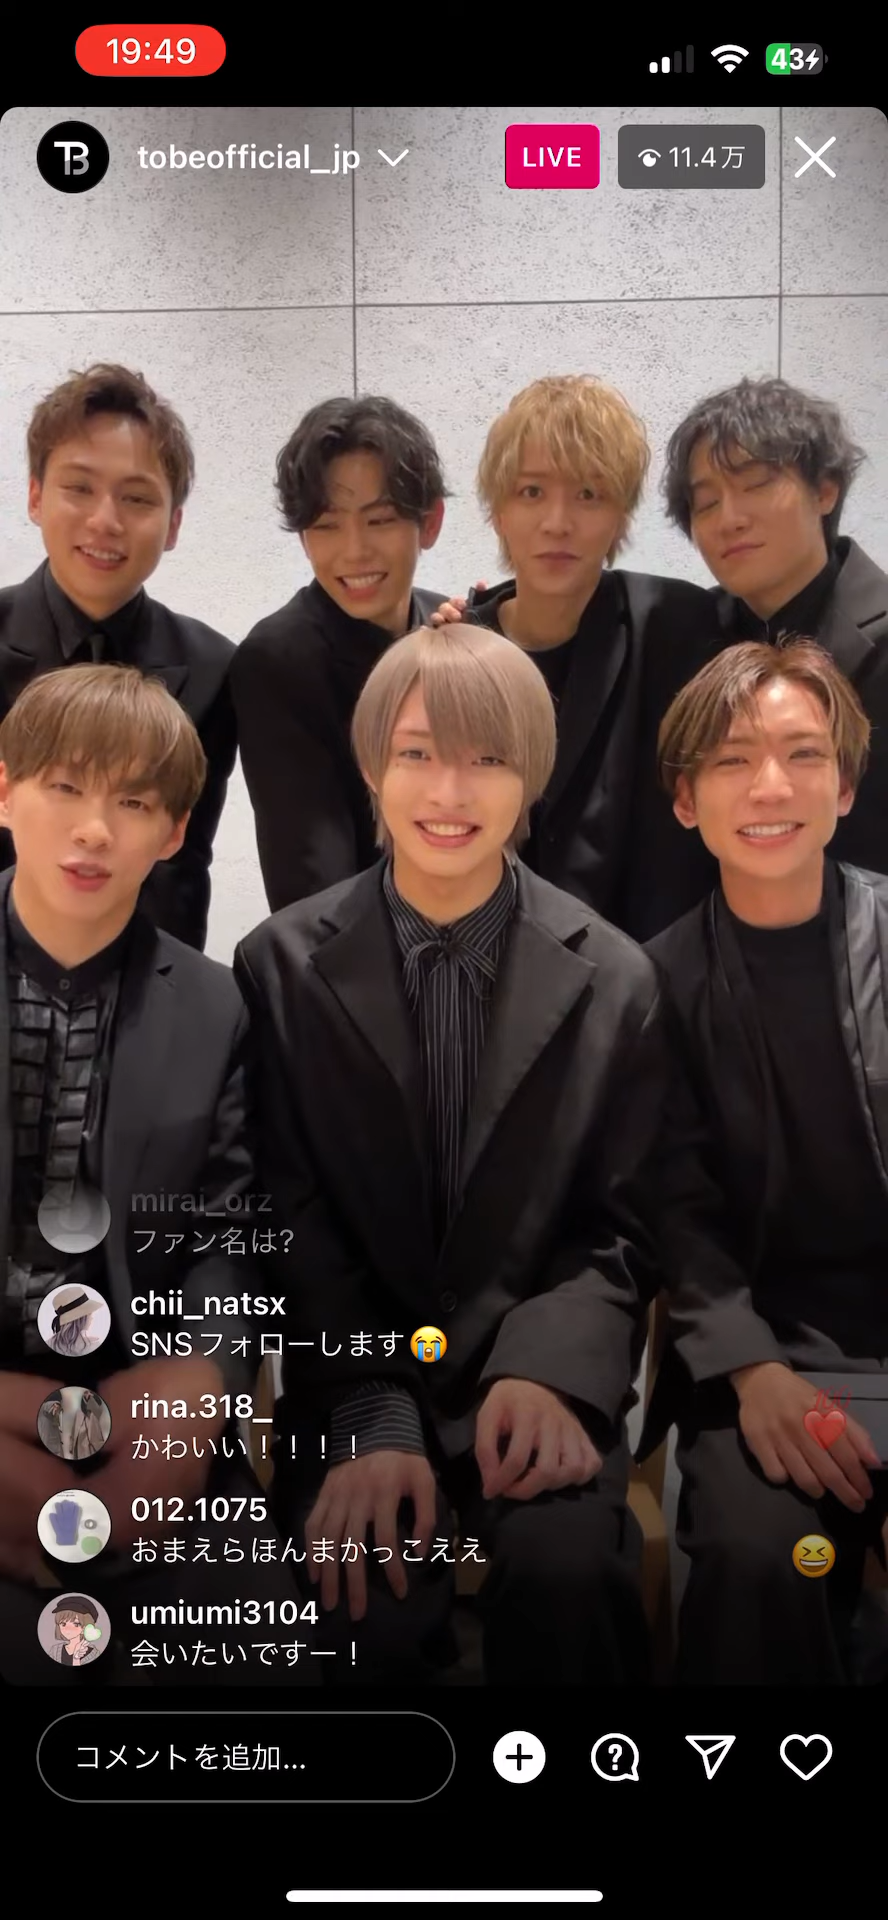 19:49
43
TB
tobeofficial_jp
LIVE
11.4万
mirai_orz
ファン名は?
chii_natsx
SNSフォローします😭
rina.318_
かわいい！！！！
012.1075
おまえらほんまかっこええ
umiumi3104
会いたいですー！
コメントを追加...